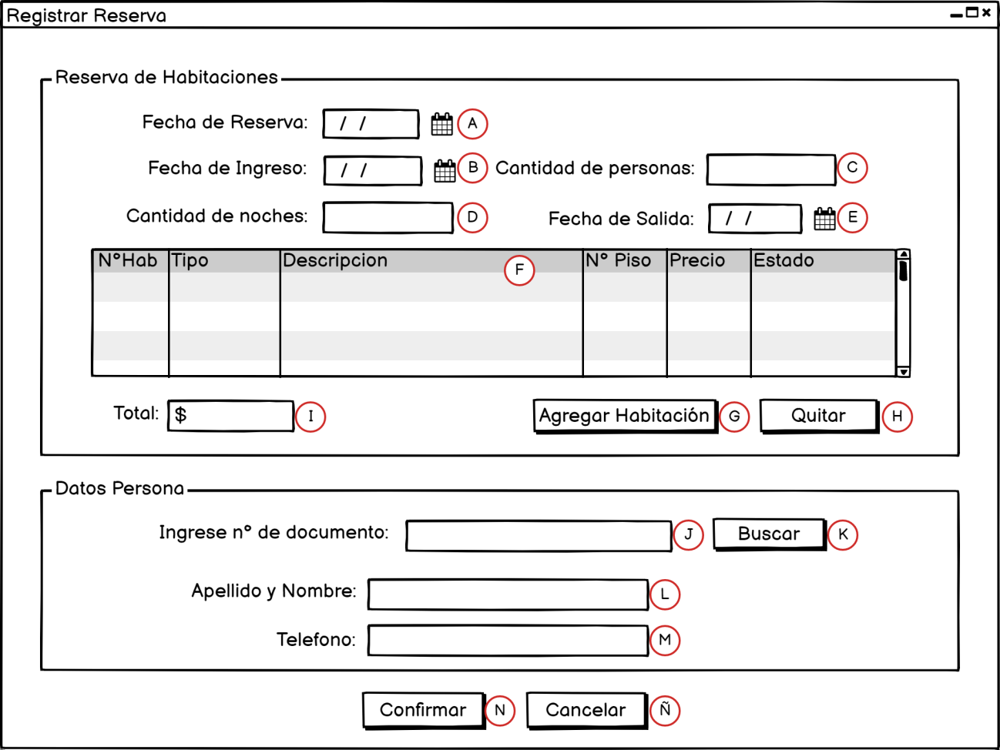 Registrar Reserva
Reserva de Habitaciones
Fecha de Reserva: / / A
Fecha de Ingreso: / / B Cantidad de personas: C
Cantidad de noches: D Fecha de Salida: / / E
N°Hab Tipo Descripcion F N° Piso Precio Estado
Total: $ I Agregar Habitación G Quitar H
Datos Persona
Ingrese n° de documento: J Buscar K
Apellido y Nombre: L
Telefono: M
Confirmar N Cancelar Ñ